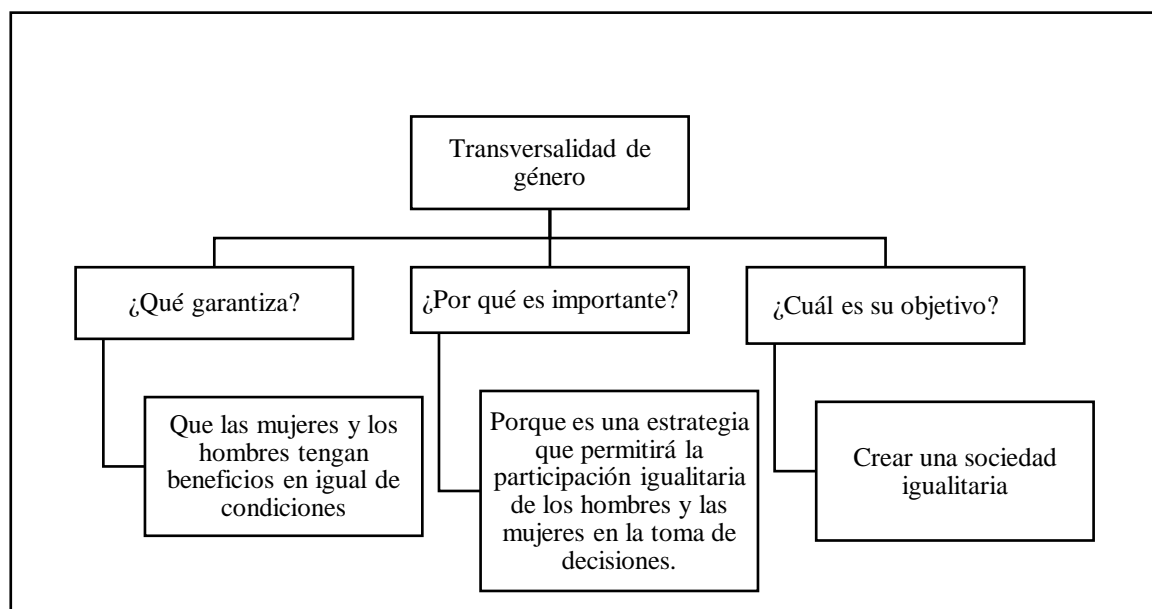 Transversalidad de
género
¿Qué garantiza?
¿Por qué es importante?
¿Cuál es su objetivo?
Que las mujeres y los
hombres tengan
beneficios en igual de
condiciones
Porque es una estrategia
que permitirá la
participación igualitaria
de los hombres y las
mujeres en la toma de
decisiones.
Crear una sociedad
igualitaria